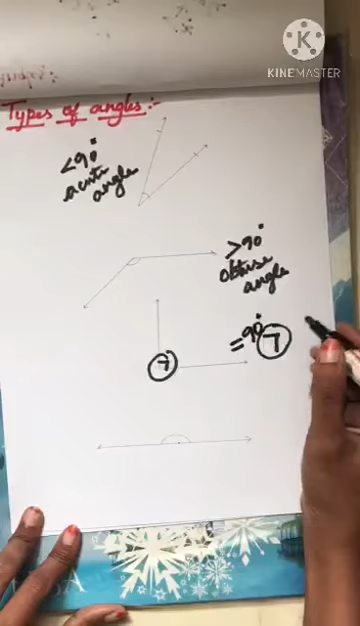 KINEMASTER
Types of angles:-
<90°
acute
angle
>90°
obtuse
angle
=90°